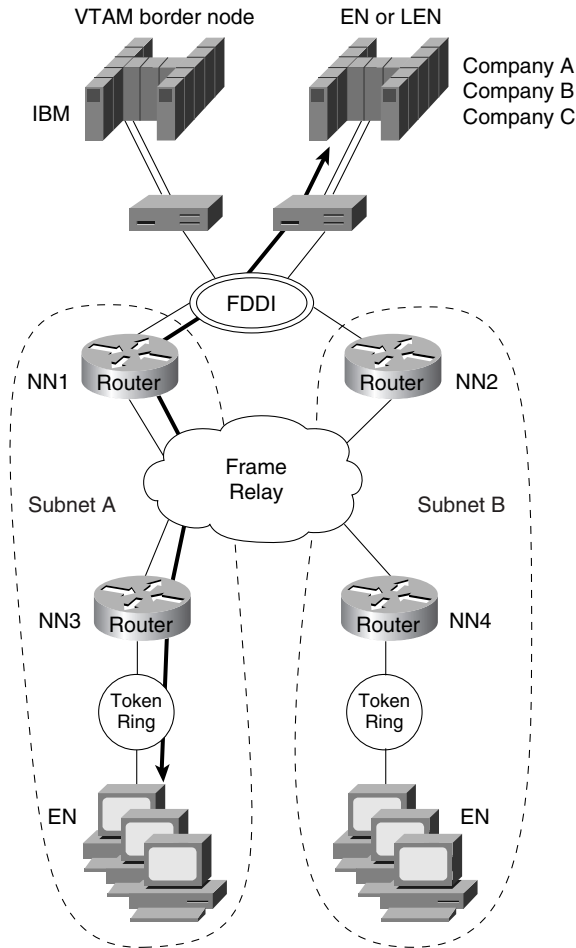 VTAM border node
EN or LEN
Company A
Company B
Company C
IBM
FDDI
NN1
Router
Router
NN2
Frame
Relay
Subnet A
Subnet B
NN3
Router
Router
NN4
Token
Ring
Token
Ring
EN
EN